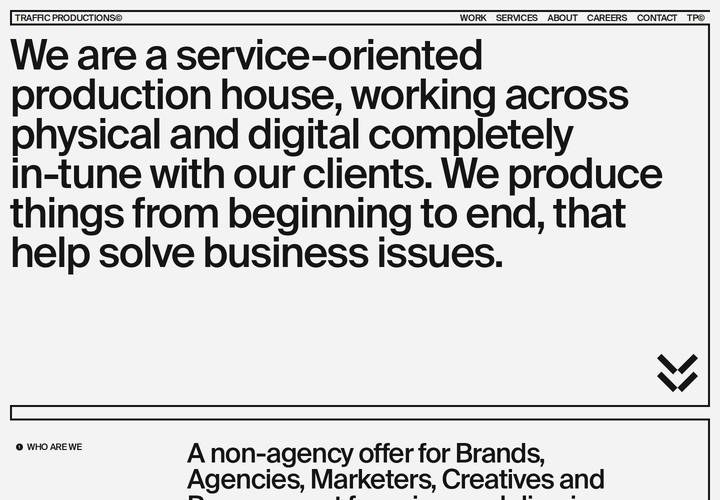 TRAFFIC PRODUCTIONS©
WORK SERVICES ABOUT CAREERS CONTACT TP©
We are a service-oriented
production house, working across
physical and digital completely
in-tune with our clients. We produce
things from beginning to end, that
help solve business issues.
WHO ARE WE
A non-agency offer for Brands,
Agencies, Marketers, Creatives and